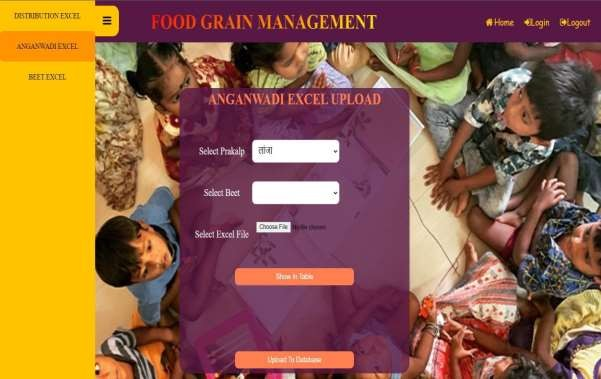 DISTRIBUTION EXCEL
ANGANWADI EXCEL
BEET EXCEL
FOOD GRAIN MANAGEMENT
Home Login Logout
ANGANWADI EXCEL UPLOAD
Select Prakalp तांजा
Select Beet
Select Excel File Choose File No file chosen
Show In Table
Upload To Database